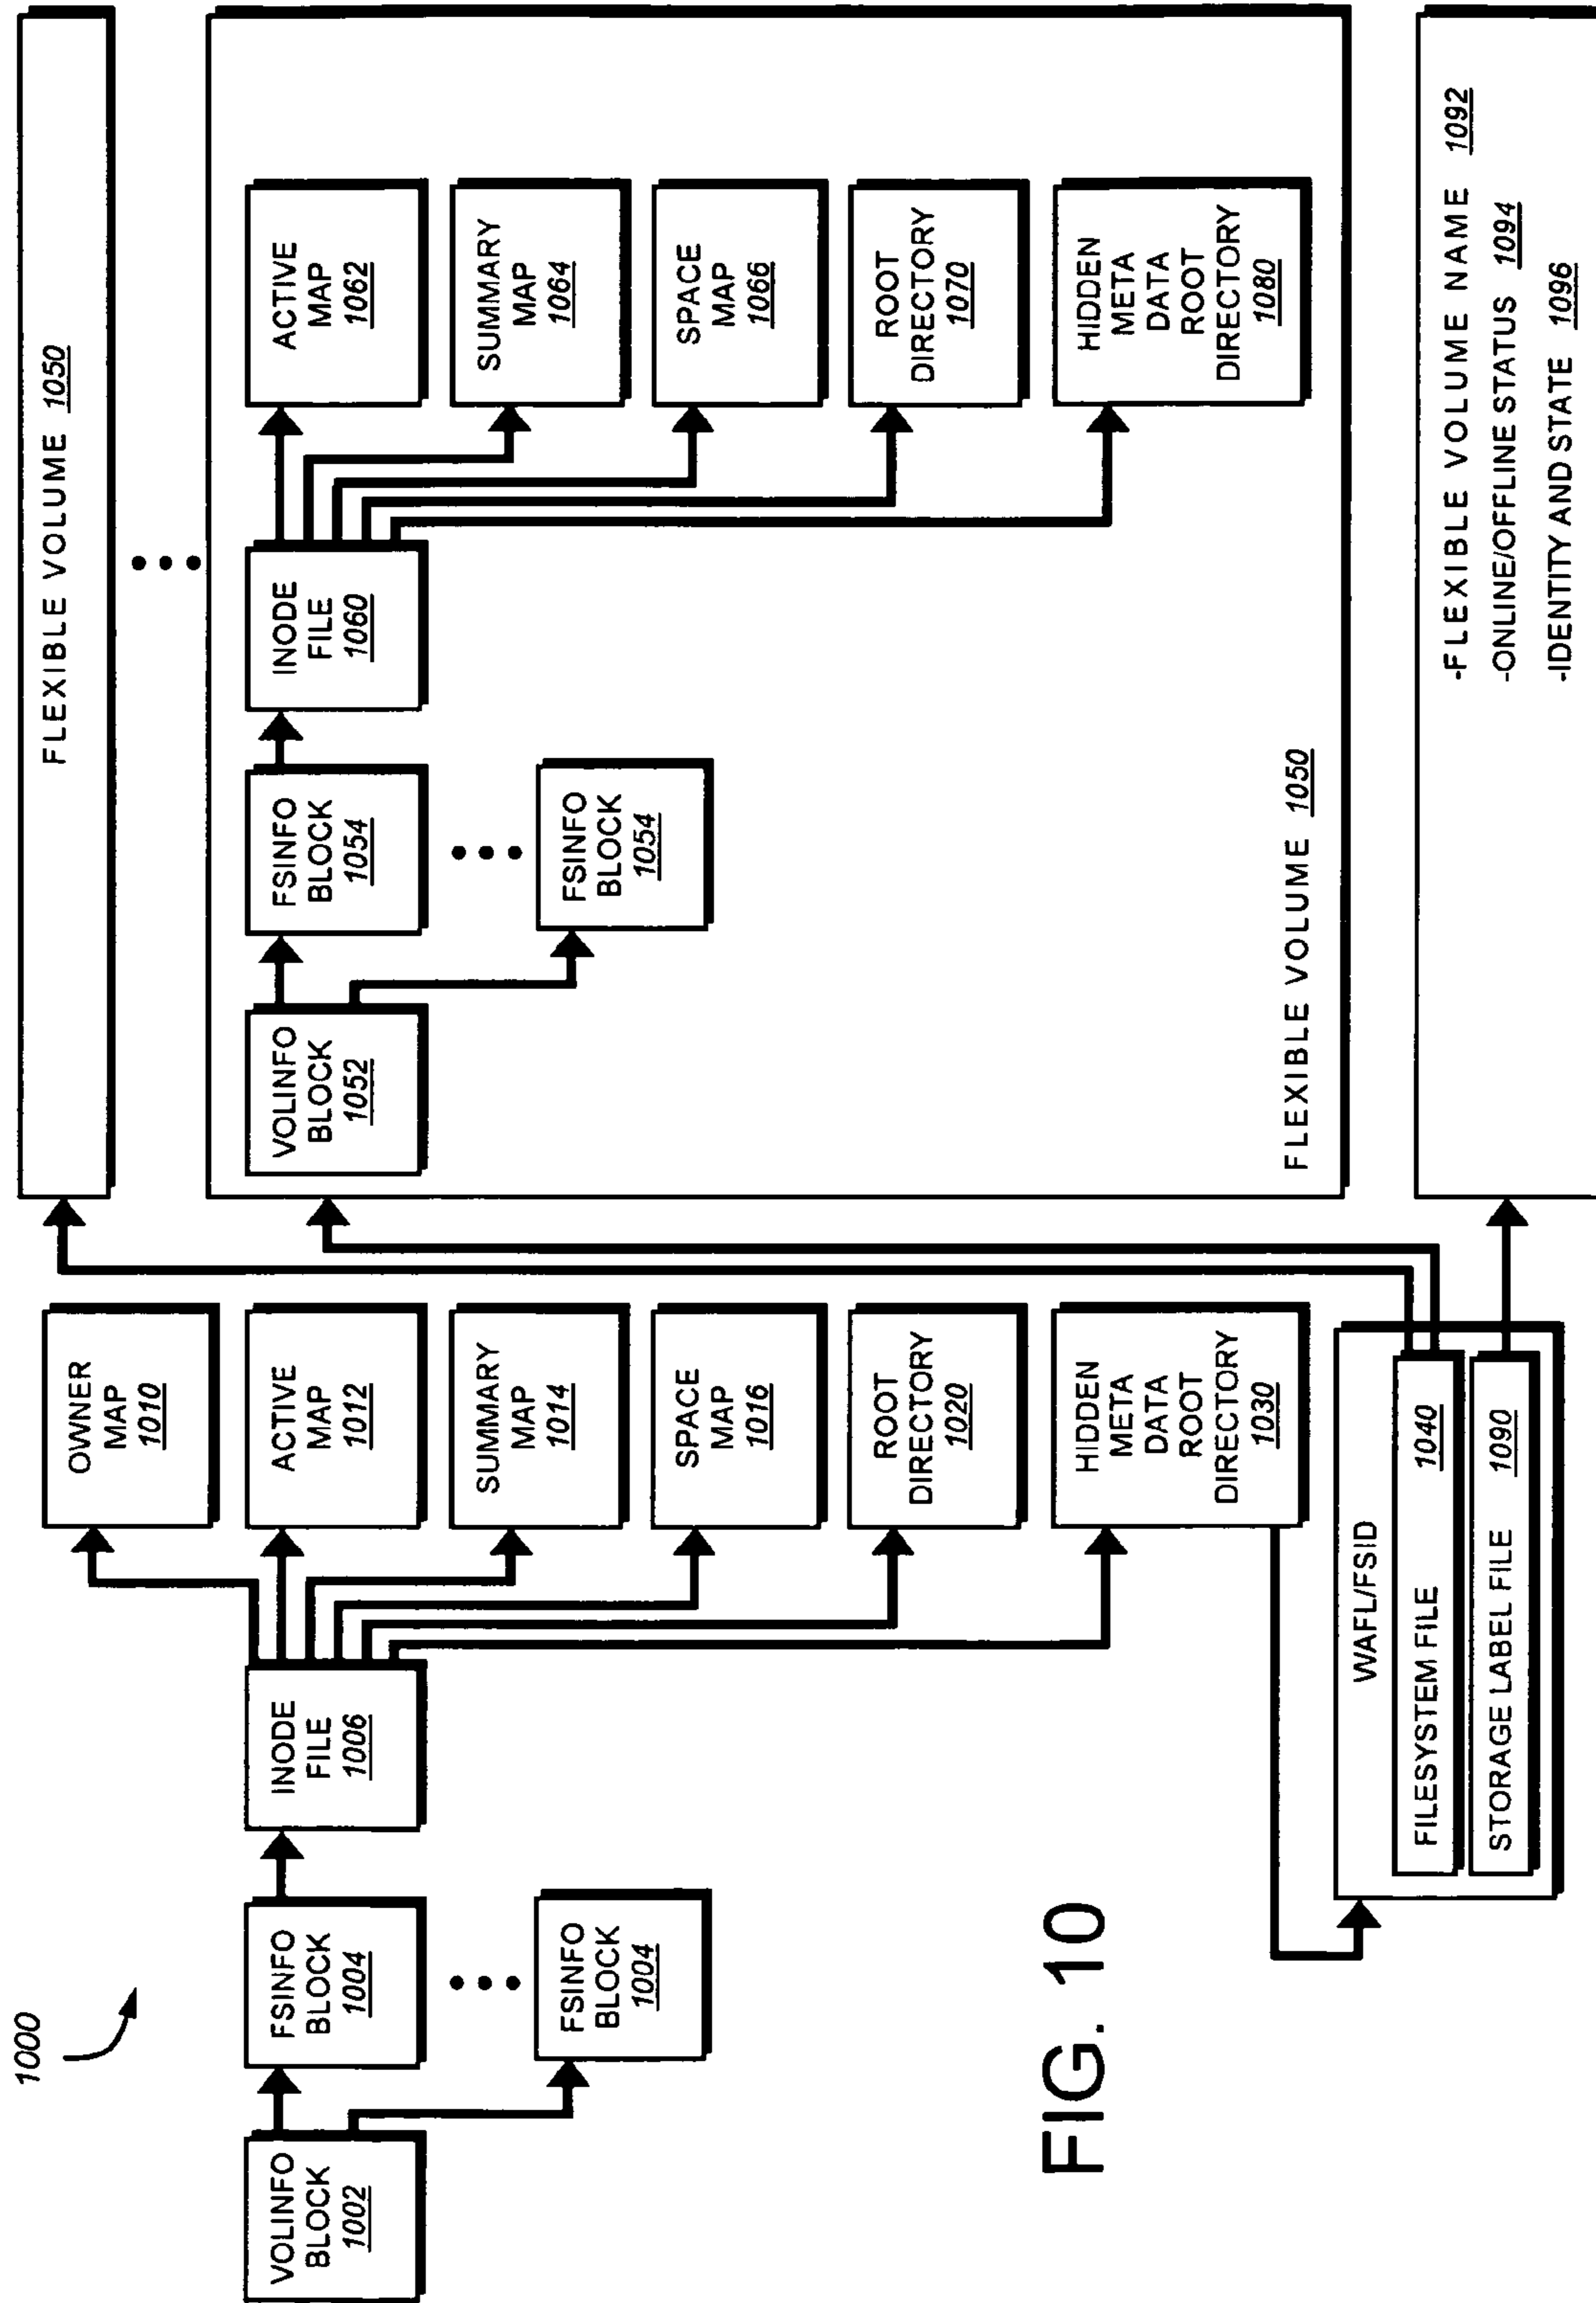 1000
VOLINFO
BLOCK
1002
FSINFO
BLOCK
1004
FSINFO
BLOCK
1004
INODE
FILE
1006
OWNER
MAP
1010
ACTIVE
MAP
1012
SUMMARY
MAP
1014
SPACE
MAP
1016
ROOT
DIRECTORY
1020
HIDDEN
META
DATA
ROOT
DIRECTORY
1030
WAFL/FSID
FILESYSTEM FILE 1040
STORAGE LABEL FILE 1090
FLEXIBLE VOLUME 1050
VOLINFO
BLOCK
1052
FSINFO
BLOCK
1054
FSINFO
BLOCK
1054
INODE
FILE
1060
ACTIVE
MAP
1062
SUMMARY
MAP
1064
SPACE
MAP
1066
ROOT
DIRECTORY
1070
HIDDEN
META
DATA
ROOT
DIRECTORY
1080
FLEXIBLE VOLUME 1050
-FLEXIBLE VOLUME NAME 1092
-ONLINE/OFFLINE STATUS 1094
-IDENTITY AND STATE 1096
FIG. 10